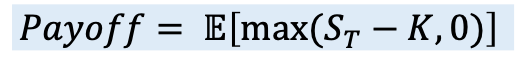 Payoff = 𝔼[max(S_T − K, 0)]